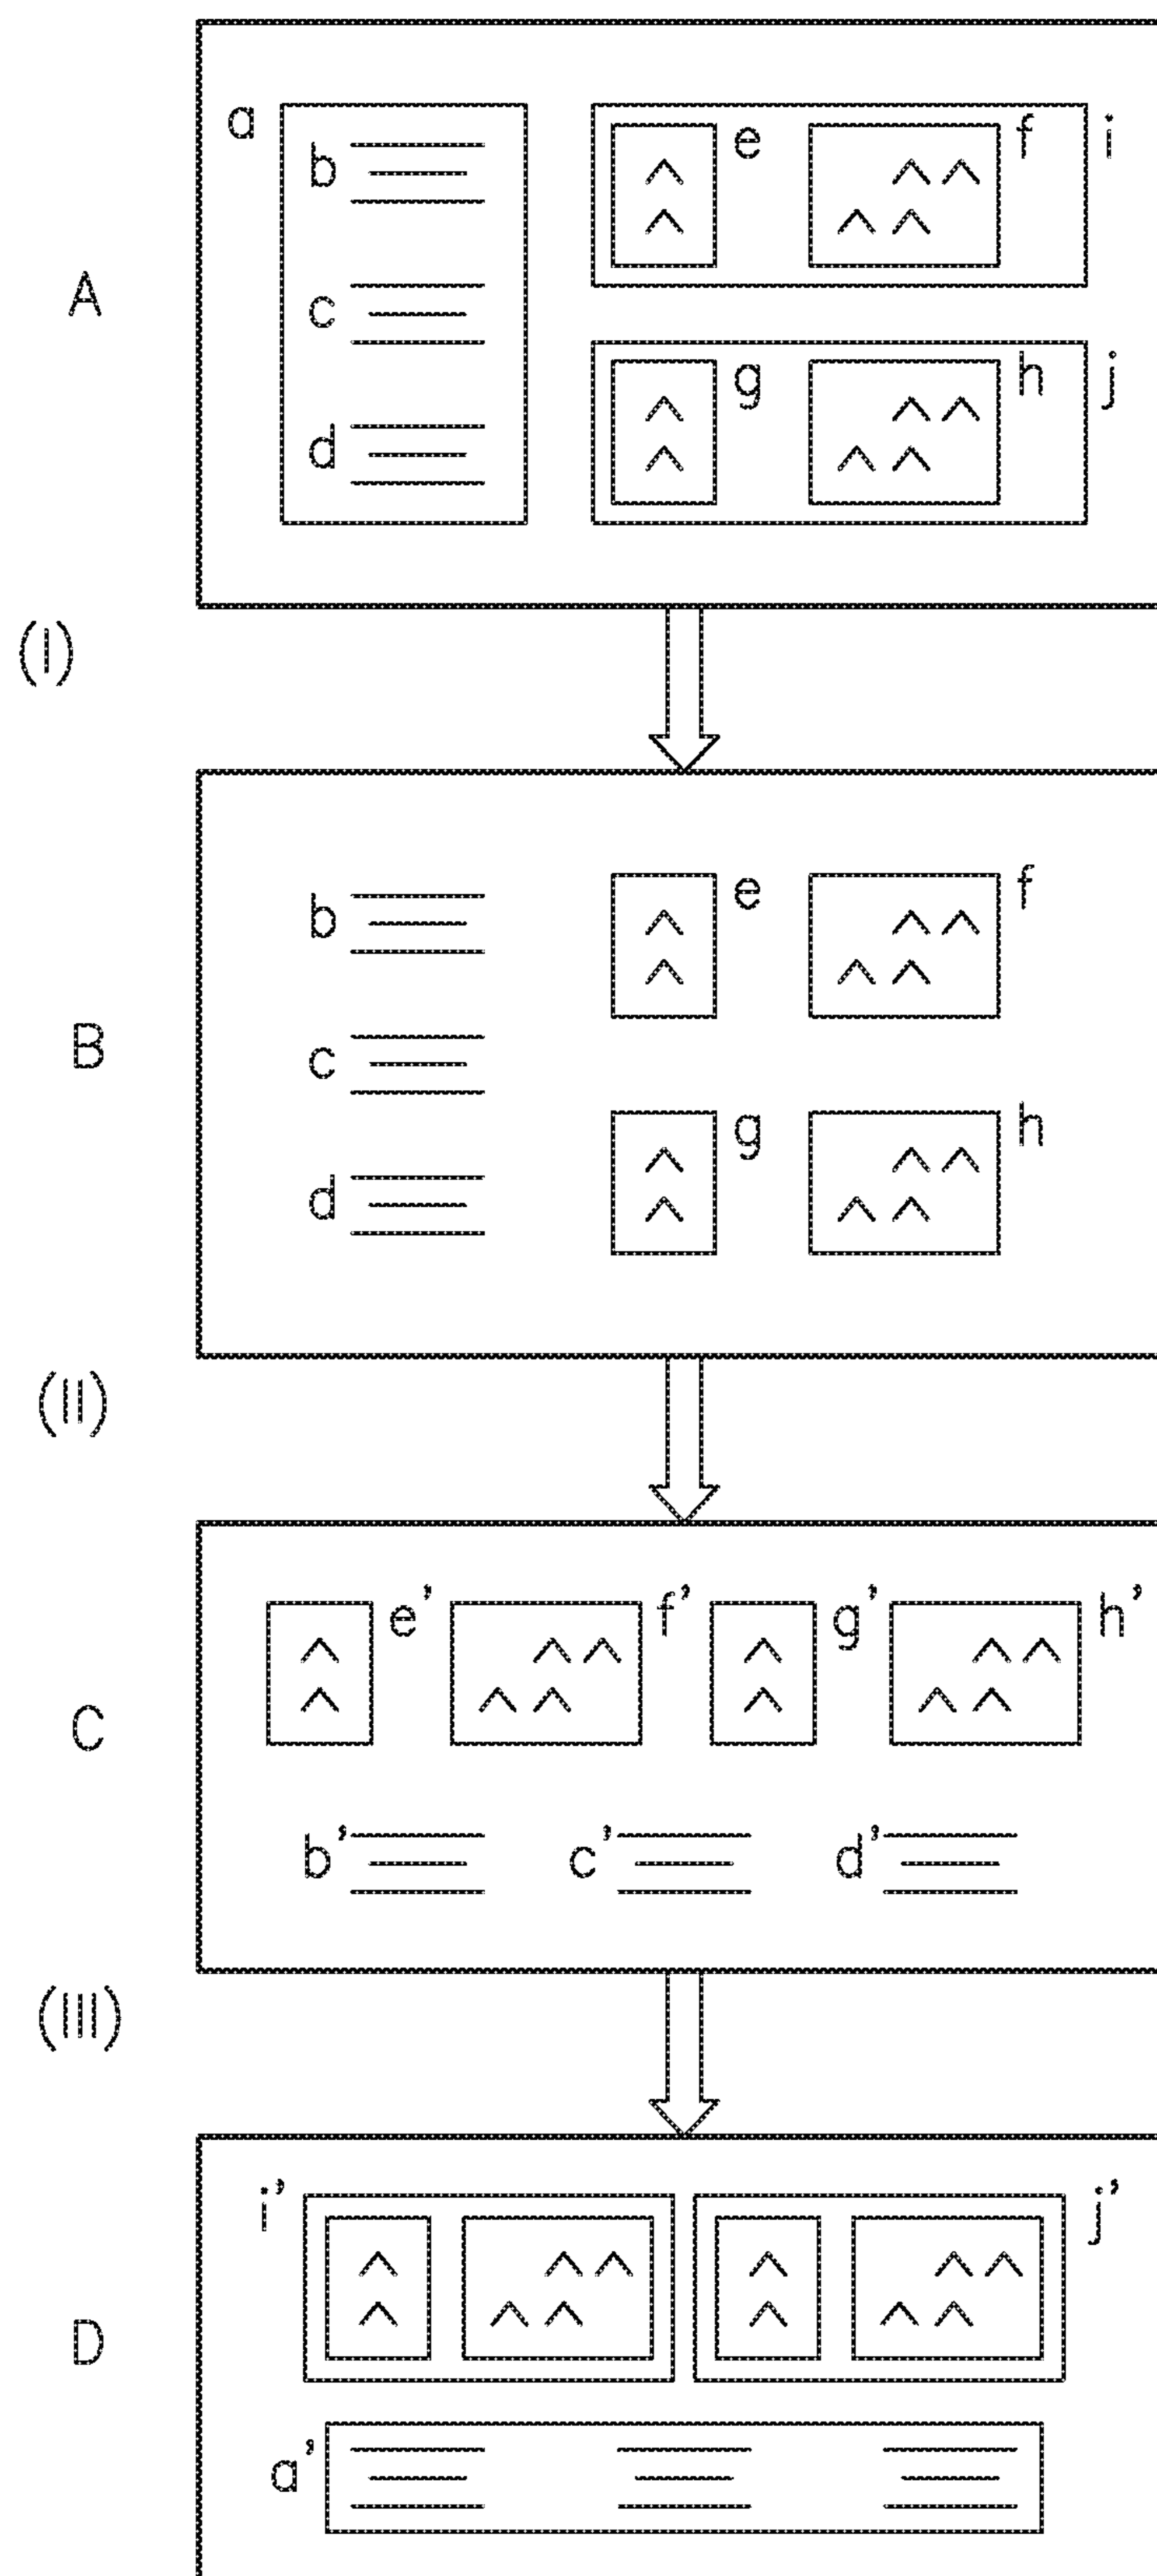 a b e f i
A c
g h j
d
(I)
b e f
B c
g h
d
(II)
e’ f’ g’ h’
C
b’ c’ d’
(III)
i’ j’
D
a’